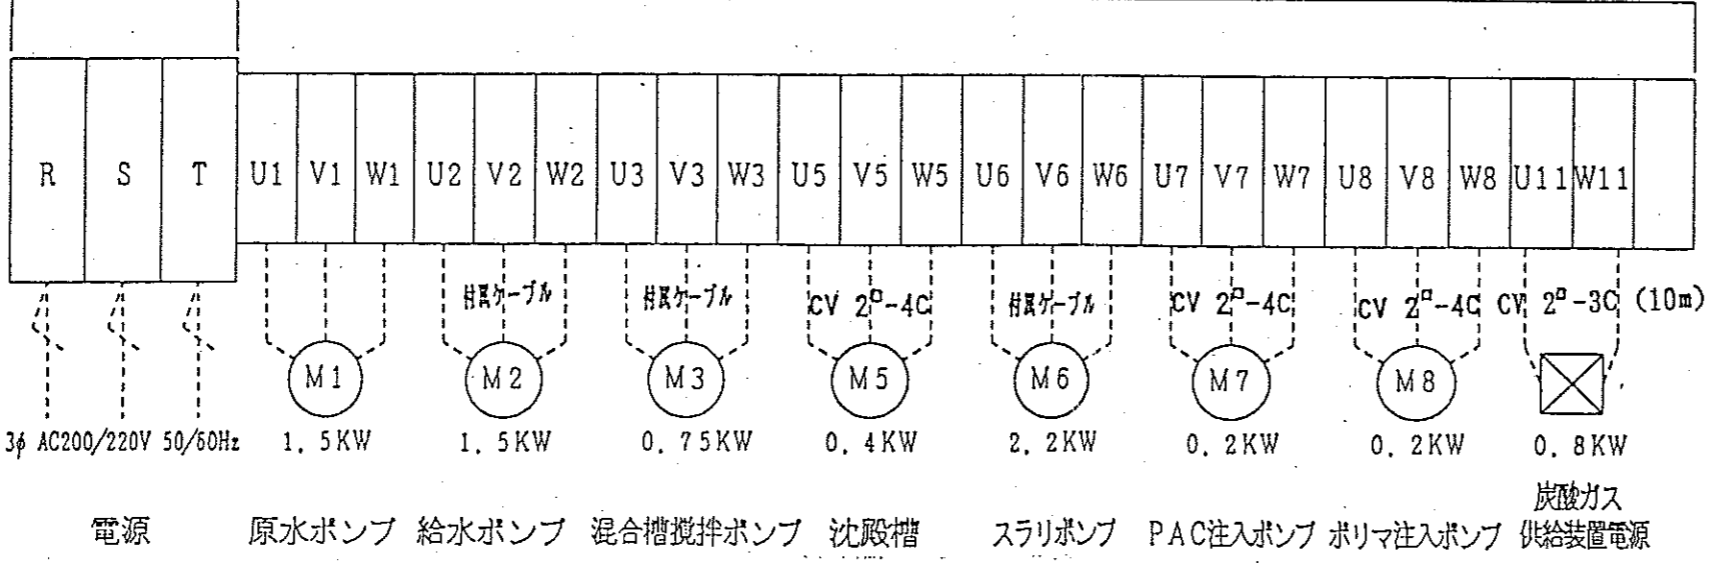 R S T U1 V1 W1 U2 V2 W2 U3 V3 W3 U5 V5 W5 U6 V6 W6 U7 V7 W7 U8 V8 W8 U11 W11
付属ケーブル 付属ケーブル CV 2□-4C 付属ケーブル CV 2□-4C CV 2□-4C CV 2□-3C (10m)
M1 M2 M3 M5 M6 M7 M8
3φ AC200/220V 50/60Hz 1.5KW 1.5KW 0.75KW 0.4KW 2.2KW 0.2KW 0.2KW 0.8KW
電源 原水ポンプ 給水ポンプ 混合槽撹拌ポンプ 沈殿槽 スラリポンプ PAC注入ポンプ ポリマ注入ポンプ 炭酸ガス
供給装置電源